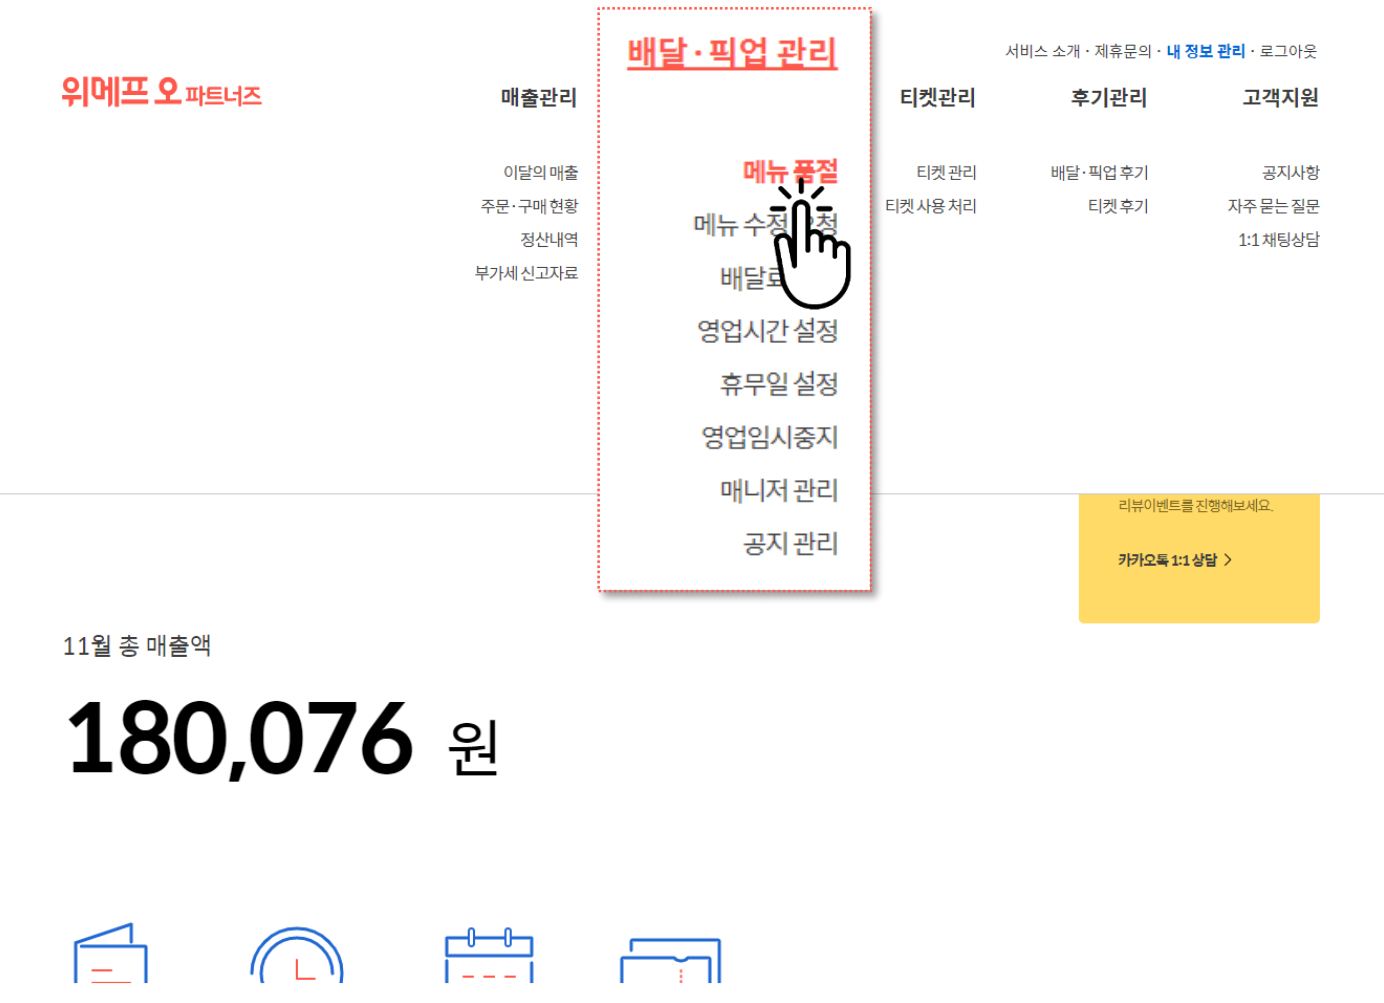 배달·픽업 관리
서비스 소개 · 제휴문의 · 내 정보 관리 · 로그아웃
위메프 오 파트너즈
매출관리
티켓관리
후기관리
고객지원
이달의 매출
주문·구매 현황
정산내역
부가세 신고자료
메뉴 품절
메뉴 수정
배달료
영업시간 설정
휴무일 설정
영업임시중지
매니저 관리
공지 관리
티켓 관리
티켓 사용 처리
배달·픽업 후기
티켓 후기
공지사항
자주 묻는 질문
1:1 채팅상담
리뷰이벤트를 진행해보세요.
카카오톡 1:1 상담 >
11월 총 매출액
180,076 원